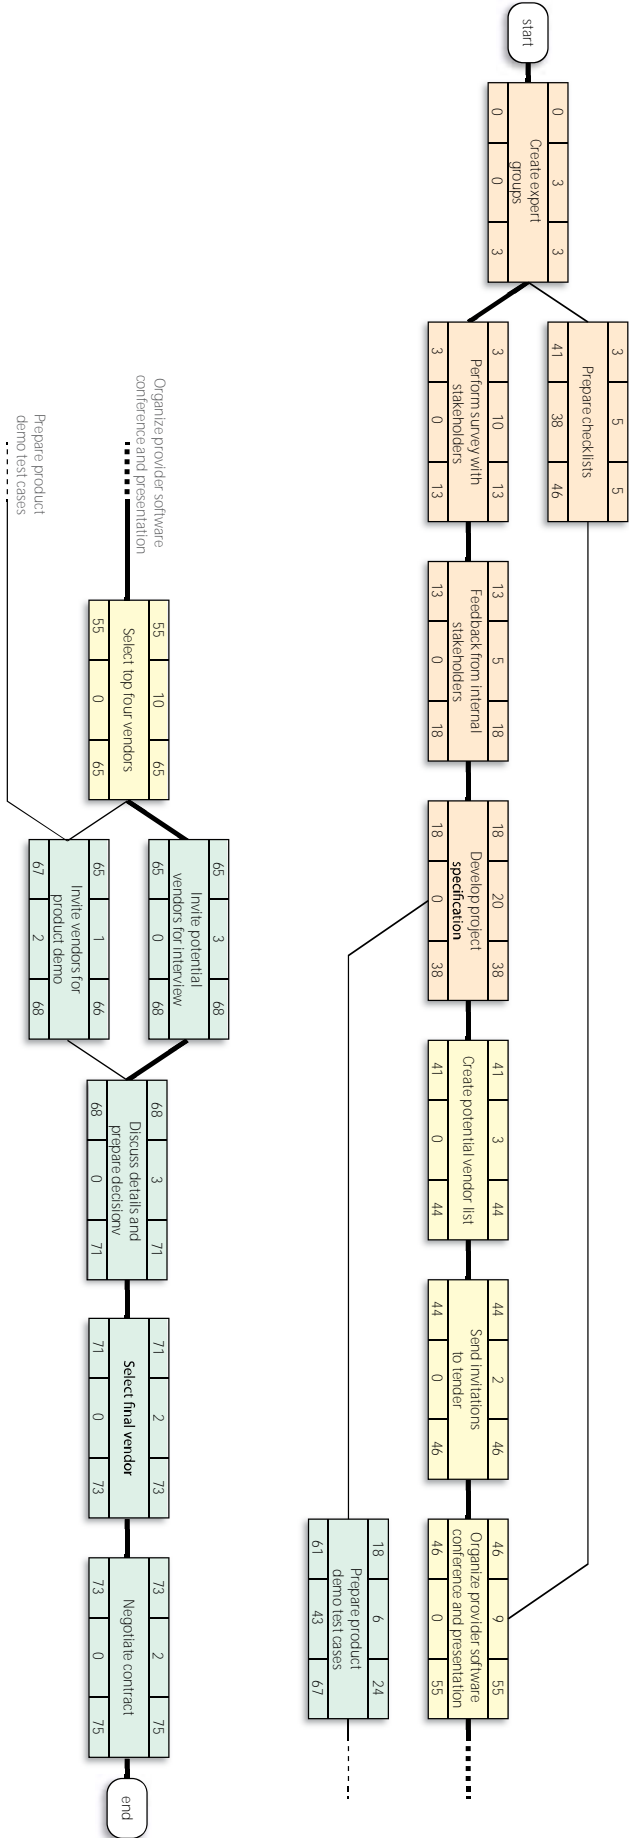 start
0 3 3
Create expert
groups
0 0 3
3 5 5
Prepare checklists
41 38 46
3 10 13
Perform survey with
stakeholders
3 0 13
13 5 18
Feedback from internal
stakeholders
13 0 18
18 20 38
Develop project
specification
18 0 38
41 3 44
Create potential vendor list
41 0 44
44 2 46
Send invitations
to tender
44 0 46
46 9 55
Organize provider software
conference and presentation
46 0 55
18 6 24
Prepare product
demo test cases
61 43 67
Organize provider software
conference and presentation
Prepare product
demo test cases
55 10 65
Select top four vendors
55 0 65
65 3 68
Invite potential
vendors for interview
65 0 68
65 1 66
Invite vendors for
product demo
67 2 68
68 3 71
Discuss details and
prepare decisionv
68 0 71
71 2 73
Select final vendor
71 0 73
73 2 75
Negotiate contract
73 0 75
end